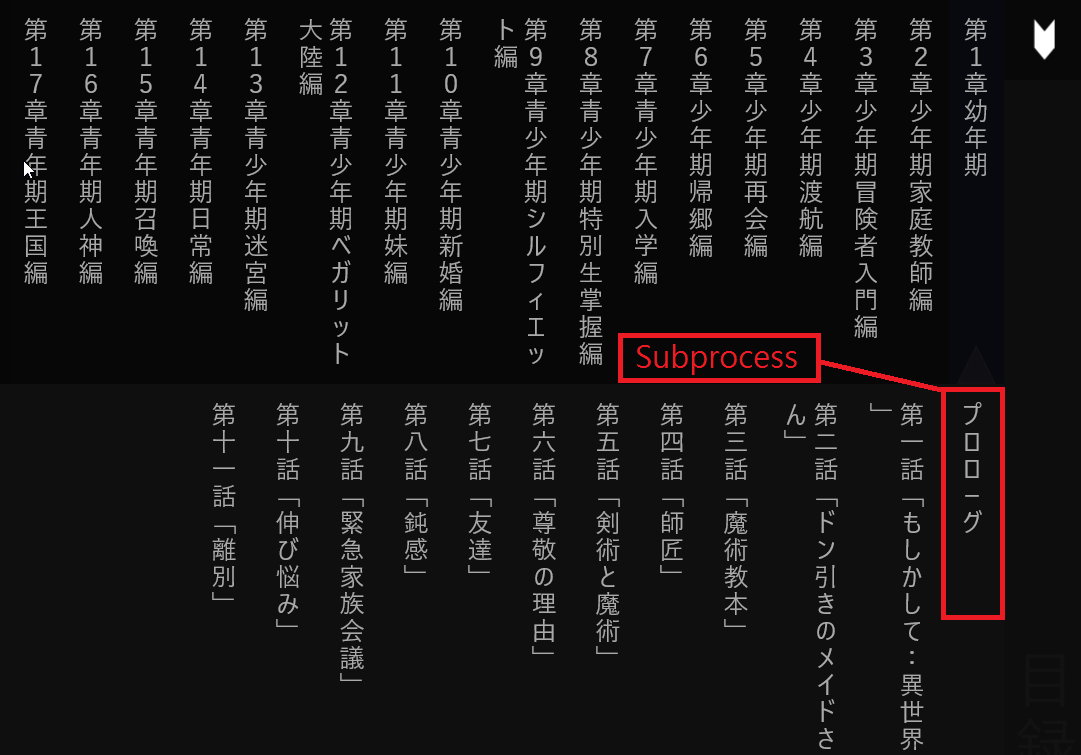 第1章幼年期
第2章少年期家庭教師編
第3章少年期冒険者入門編
第4章少年期渡航編
第5章少年期再会編
第6章少年期帰郷編
第7章青少年期入学編
第8章青少年期特別生掌握編
第9章青少年期シルフィエッ
ト編
第10章青少年期新婚編
第11章青少年期妹編
第12章青少年期ベガリット
大陸編
第13章青少年期迷宮編
第14章青年期日常編
第15章青年期召喚編
第16章青年期人神編
第17章青年期王国編
Subprocess
プロローグ
第一話「もしかして：異世界
」
第二話「ドン引きのメイドさ
ん」
第三話「魔術教本」
第四話「師匠」
第五話「剣術と魔術」
第六話「尊敬の理由」
第七話「友達」
第八話「鈍感」
第九話「緊急家族会議」
第十話「伸び悩み」
第十一話「離別」
目録